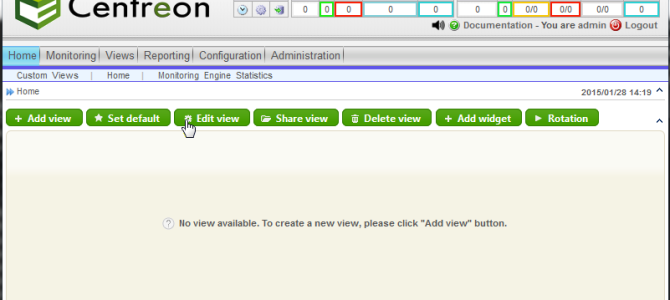 Centreon
0 0 0 0 0 0 0 0/0 0/0 0
Documentation - You are admin Logout
Home Monitoring Views Reporting Configuration Administration
Custom Views | Home | Monitoring Engine Statistics
Home 2015/01/28 14:19
+ Add view Set default Edit view Share view Delete view + Add widget Rotation
? No view available. To create a new view, please click "Add view" button.